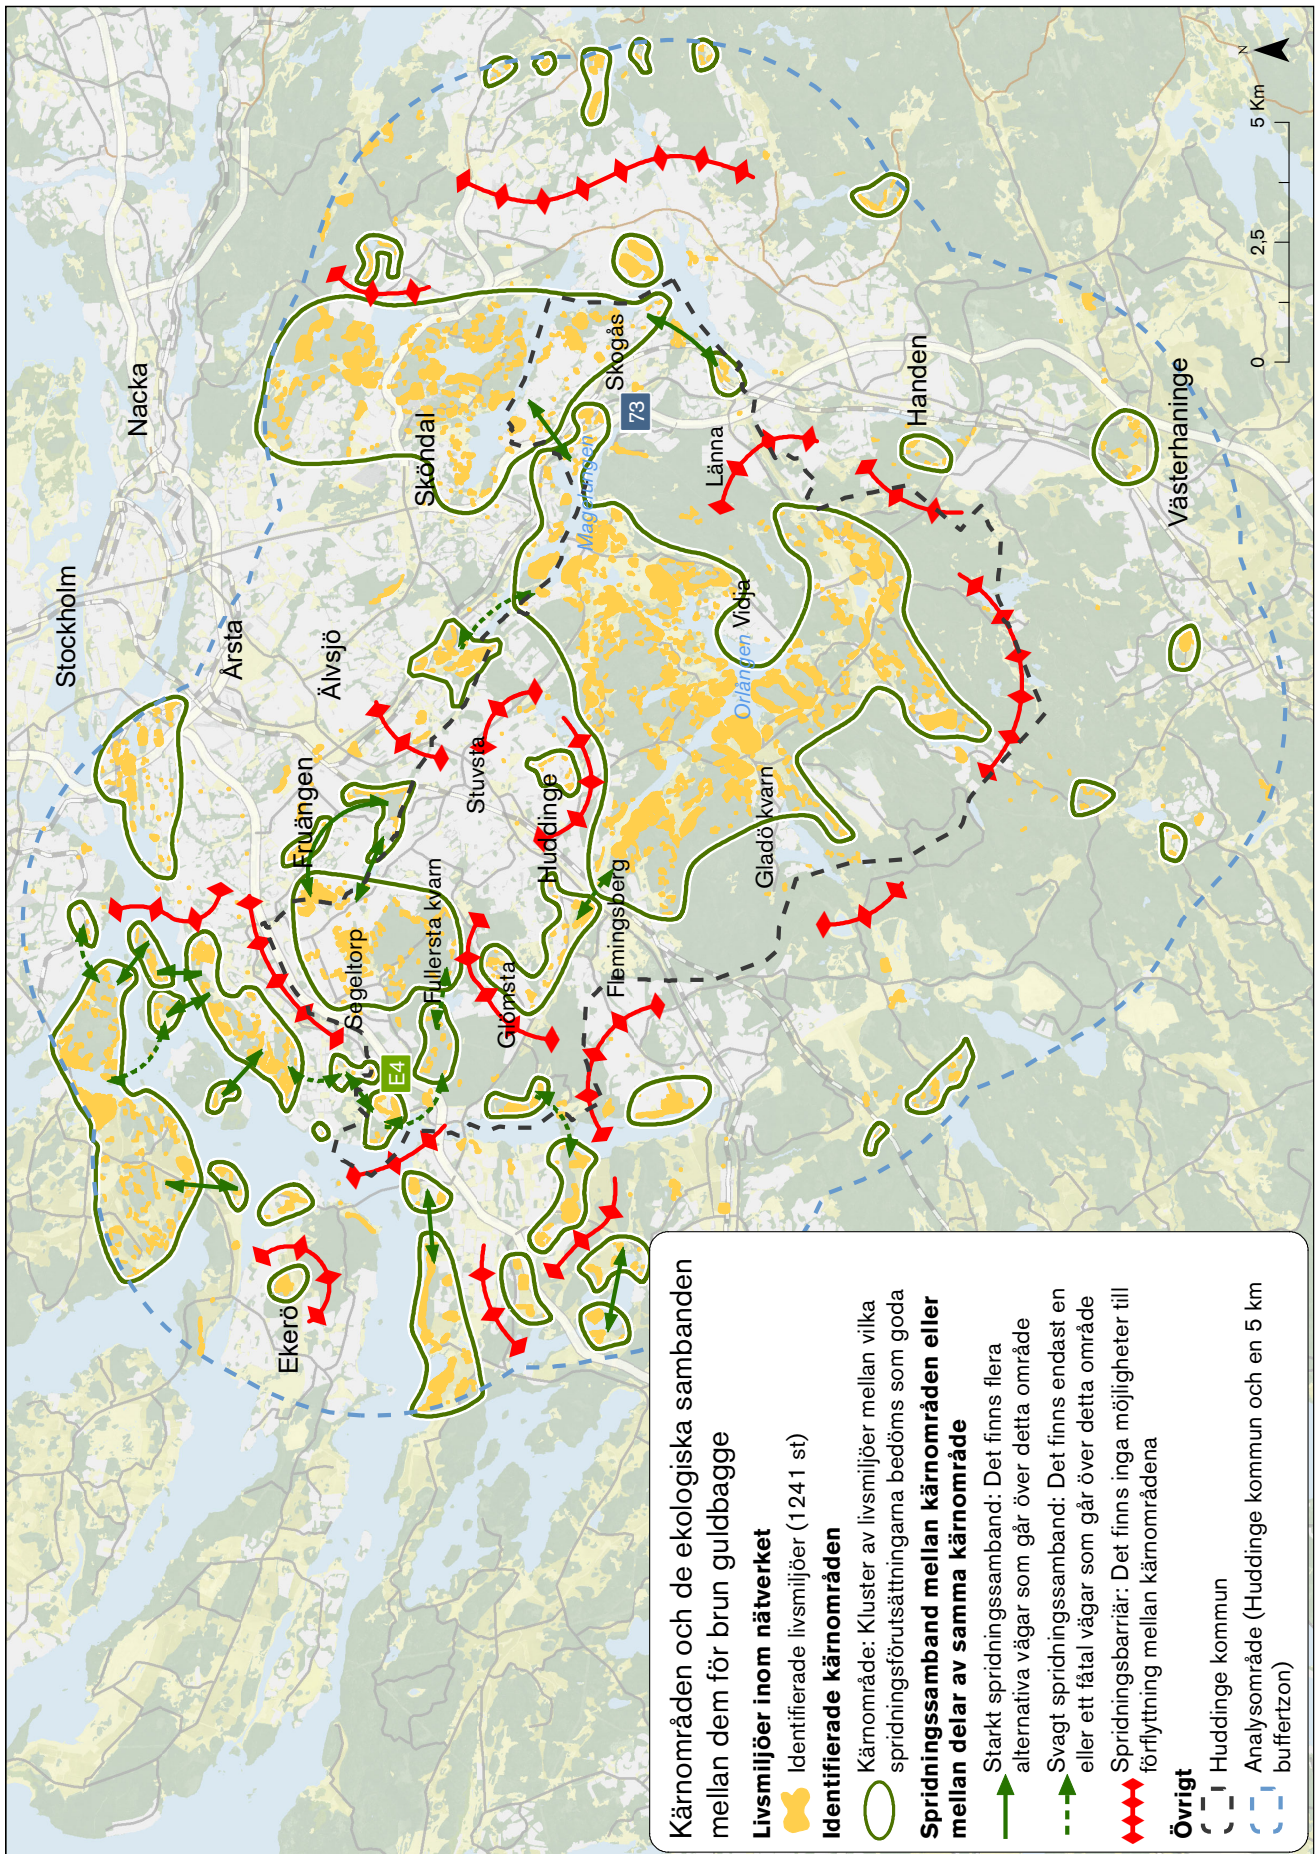 Stockholm
Nacka
Årsta
Älvsjö
Sköndal
Fruängen
Ekerö
Segeltorp
E4
Fullersta kvarn
Stuvsta
Huddinge
Glömsta
Flemingsberg
Magelungen
Skogås
73
Länna
Orlången
Vidja
Gladö kvarn
Handen
Västerhaninge
N
0
2,5
5 Km
Kärnområden och de ekologiska sambanden
mellan dem för brun guldbagge
Livsmiljöer inom nätverket
Identifierade livsmiljöer (1241 st)
Identifierade kärnområden
Kärnområde: Kluster av livsmiljöer mellan vilka
spridningsförutsättningarna bedöms som goda
Spridningssamband mellan kärnområden eller
mellan delar av samma kärnområde
Starkt spridningssamband: Det finns flera
alternativa vägar som går över detta område
Svagt spridningssamband: Det finns endast en
eller ett fåtal vägar som går över detta område
Spridningsbarriär: Det finns inga möjligheter till
förflyttning mellan kärnområdena
Övrigt
Huddinge kommun
Analysområde (Huddinge kommun och en 5 km
buffertzon)